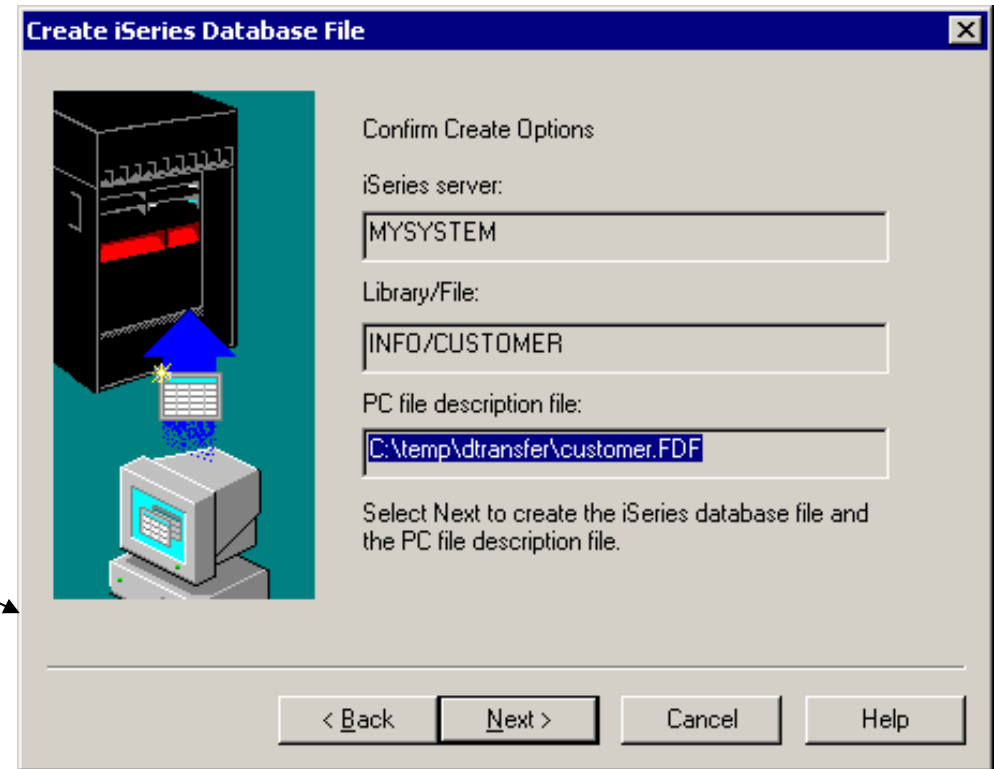 Create iSeries Database File
Confirm Create Options
iSeries server:
MYSYSTEM
Library/File:
INFO/CUSTOMER
PC file description file:
C:\temp\dtransfer\customer.FDF
Select Next to create the iSeries database file and
the PC file description file.
< Back
Next >
Cancel
Help